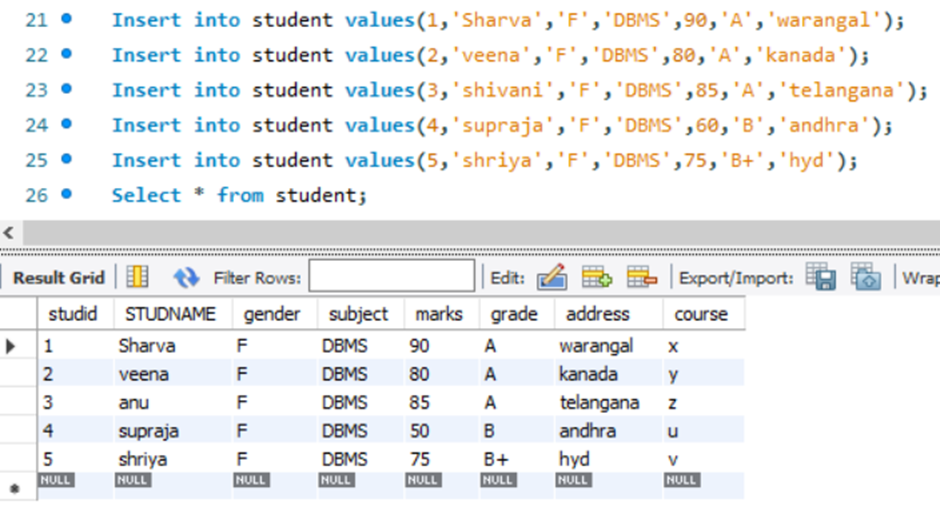 21 Insert into student values(1,'Sharva','F','DBMS',90,'A','warangal');
22 Insert into student values(2,'veena','F','DBMS',80,'A','kanada');
23 Insert into student values(3,'shivani','F','DBMS',85,'A','telangana');
24 Insert into student values(4,'supraja','F','DBMS',60,'B','andhra');
25 Insert into student values(5,'shriya','F','DBMS',75,'B+','hyd');
26 Select * from student;
Result Grid Filter Rows: Edit: Export/Import: Wrap
studid STUDNAME gender subject marks grade address course
1 Sharva F DBMS 90 A warangal x
2 veena F DBMS 80 A kanada y
3 anu F DBMS 85 A telangana z
4 supraja F DBMS 50 B andhra u
5 shriya F DBMS 75 B+ hyd v
NULL NULL NULL NULL NULL NULL NULL NULL